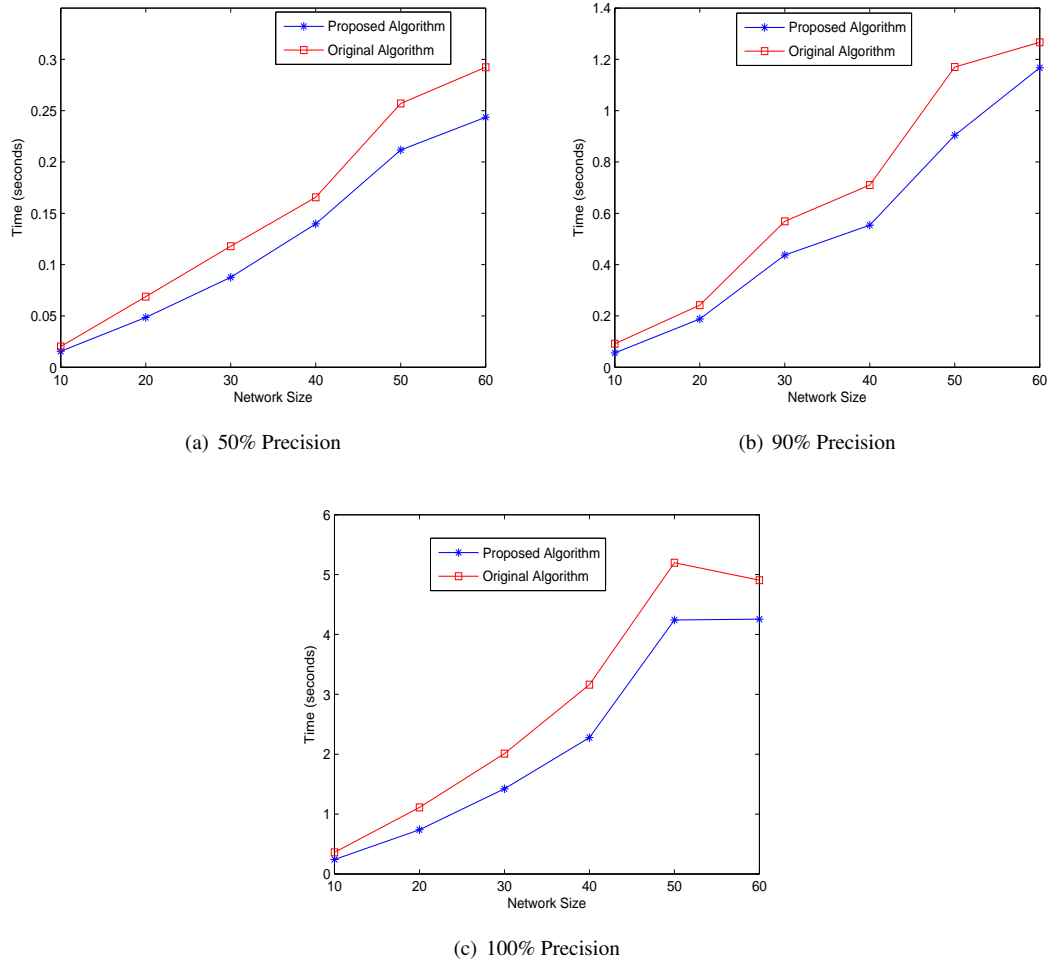 Proposed Algorithm
Original Algorithm
0.3
0.25
0.2
0.15
0.1
0.05
0
Time (seconds)
10 20 30 40 50 60
Network Size
(a) 50% Precision
Proposed Algorithm
Original Algorithm
1.4
1.2
1
0.8
0.6
0.4
0.2
0
Time (seconds)
10 20 30 40 50 60
Network Size
(b) 90% Precision
Proposed Algorithm
Original Algorithm
6
5
4
3
2
1
0
Time (seconds)
10 20 30 40 50 60
Network Size
(c) 100% Precision